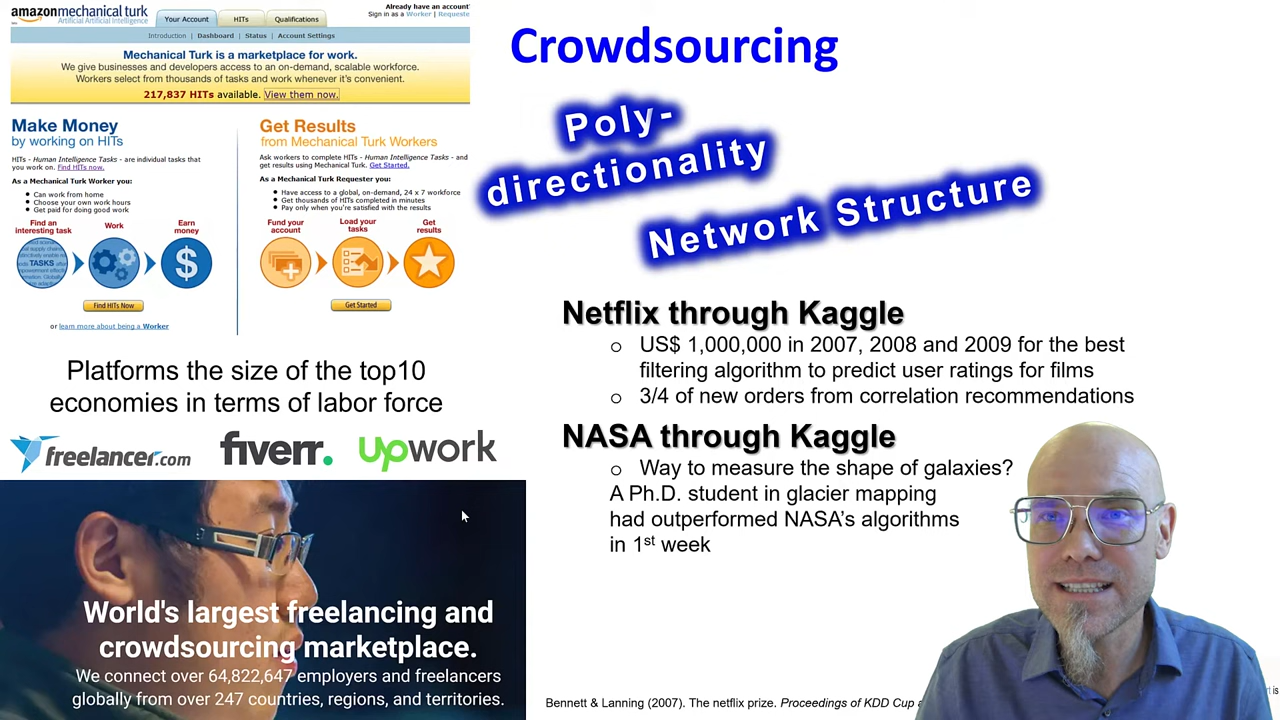 amazon mechanical turk
Artificial Artificial Intelligence
Your Account
HITs
Qualifications
Already have an account?
Sign in as a Worker | Requeste
Introduction | Dashboard | Status | Account Settings
Mechanical Turk is a marketplace for work.
We give businesses and developers access to an on-demand, scalable workforce.
Workers select from thousands of tasks and work whenever it's convenient.
217,837 HITs available. View them now.
Make Money
by working on HITs
HITs - Human Intelligence Tasks - are individual tasks that
you work on. Find HITs now.
As a Mechanical Turk Worker you:
• Can work from home
• Choose your own work hours
• Get paid for doing good work
Find an
interesting task
Work
Earn
money
TASKS
$
Find HITs Now
or learn more about being a Worker
Get Results
from Mechanical Turk Workers
Ask workers to complete HITs - Human Intelligence Tasks - and
get results using Mechanical Turk. Get Started.
As a Mechanical Turk Requester you:
• Have access to a global, on-demand, 24 x 7 workforce
• Get thousands of HITs completed in minutes
• Pay only when you're satisfied with the results
Fund your
account
Load your
tasks
Get
results
Get Started
Platforms the size of the top10
economies in terms of labor force
freelancer.com
fiverr.
upwork
World's largest freelancing and
crowdsourcing marketplace.
We connect over 64,822,647 employers and freelancers
globally from over 247 countries, regions, and territories.
Crowdsourcing
Poly-
directionality
Network Structure
Netflix through Kaggle
o US$ 1,000,000 in 2007, 2008 and 2009 for the best
filtering algorithm to predict user ratings for films
o 3/4 of new orders from correlation recommendations
NASA through Kaggle
o Way to measure the shape of galaxies?
A Ph.D. student in glacier mapping
had outperformed NASA's algorithms
in 1st week
Bennett & Lanning (2007). The netflix prize. Proceedings of KDD Cup